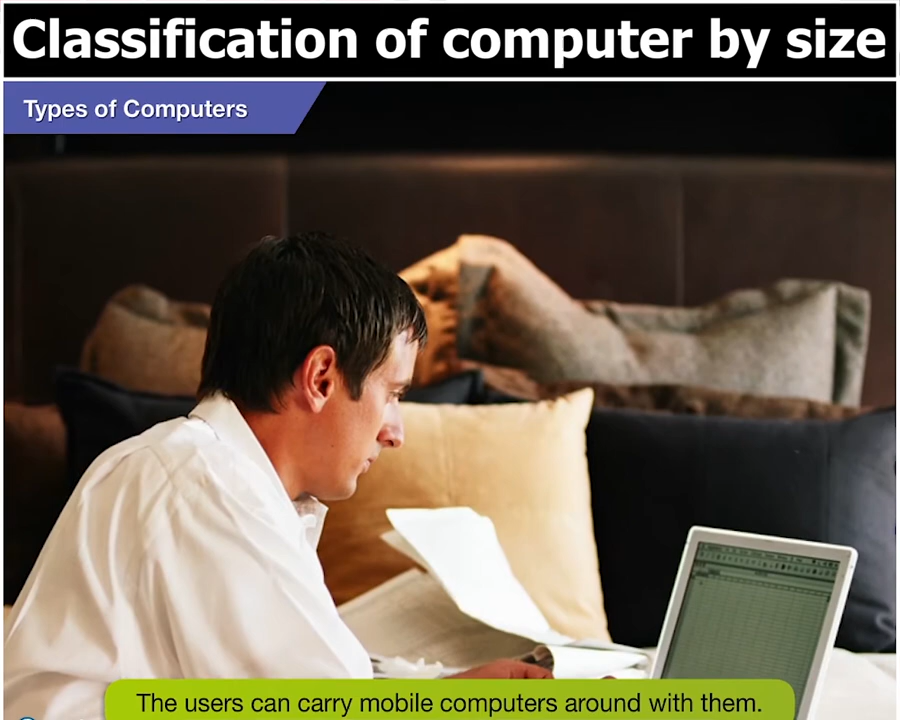 Classification of computer by size
Types of Computers
The users can carry mobile computers around with them.